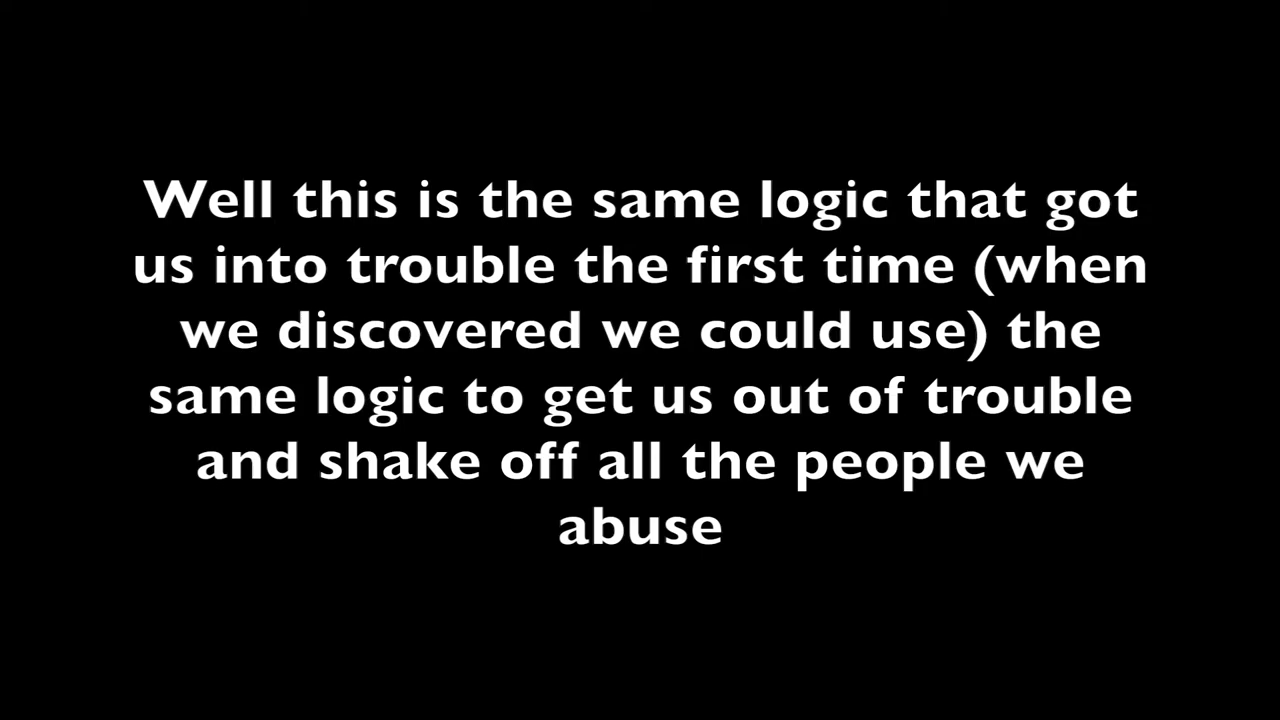 Well this is the same logic that got
us into trouble the first time (when
we discovered we could use) the
same logic to get us out of trouble
and shake off all the people we
abuse